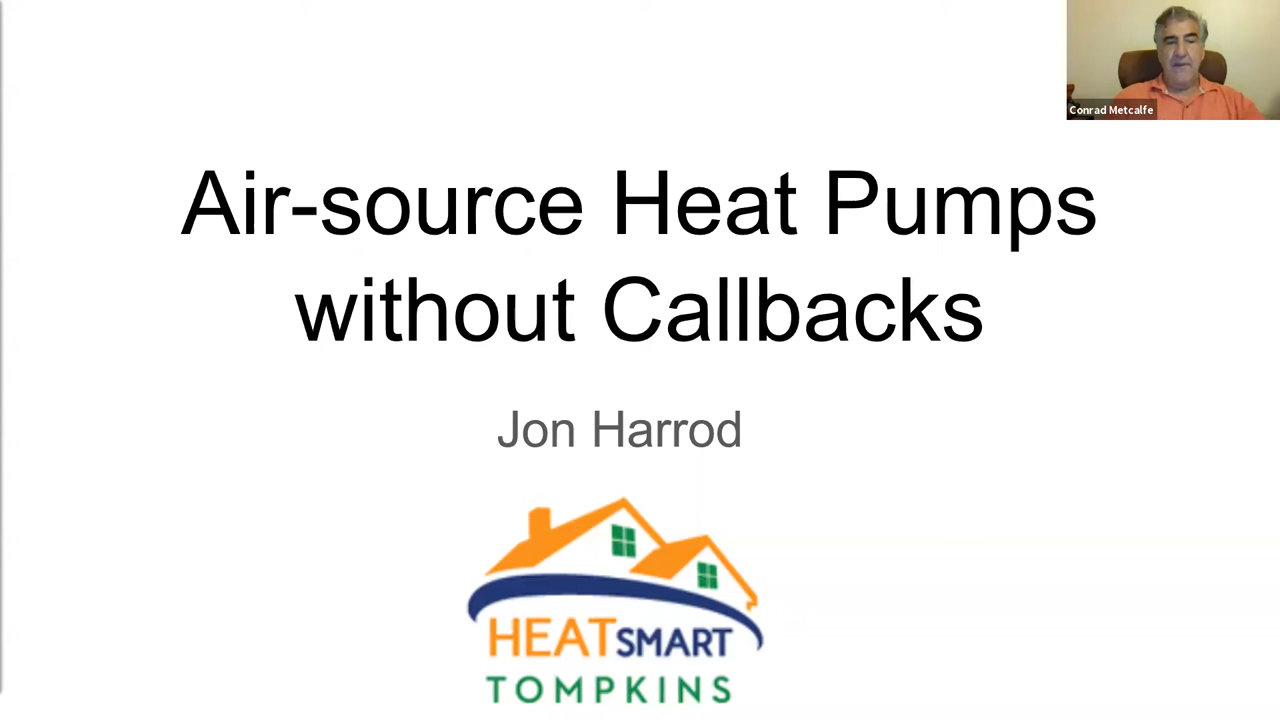 Conrad Metcalfe
Air-source Heat Pumps
without Callbacks
Jon Harrod
HEATSMART
TOMPKINS